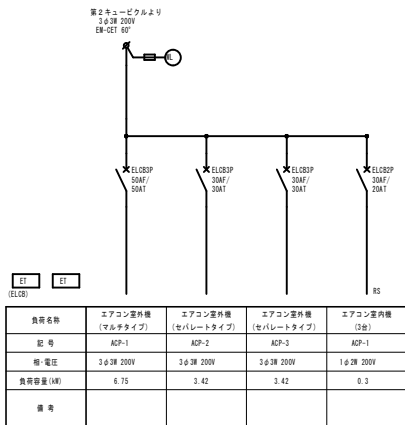 第2キュービクルより
3φ3W 200V
EM-CET 60°
WL
ELCB3P
50AF/
50AT
ELCB3P
30AF/
30AT
ELCB3P
30AF/
30AT
ELCB2P
30AF/
20AT
ET ET
(ELCB)
RS
負荷名称 エアコン室外機 エアコン室外機 エアコン室外機 エアコン室内機
(マルチタイプ) (セパレートタイプ) (セパレートタイプ) (3台)
記 号 ACP-1 ACP-2 ACP-3 ACP-1
相・電圧 3φ3W 200V 3φ3W 200V 3φ3W 200V 1φ2W 200V
負荷容量(kW) 6.75 3.42 3.42 0.3
備 考